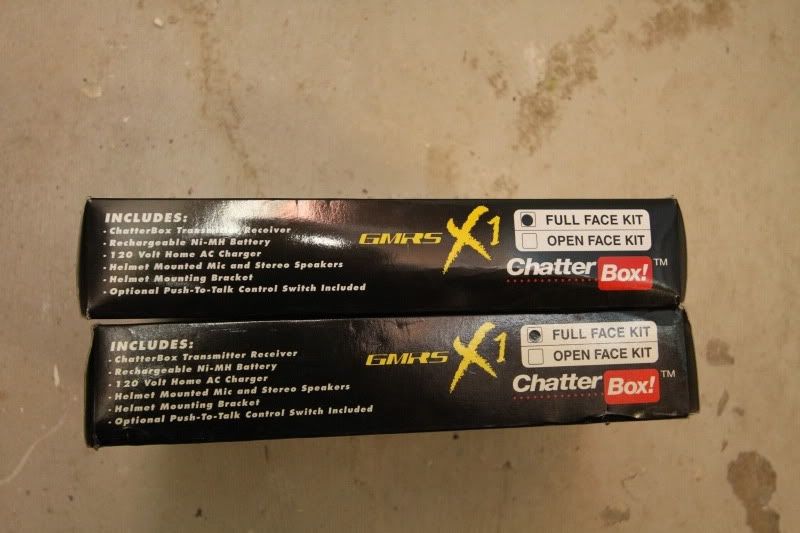 INCLUDES:
· ChatterBox Transmitter Receiver
· Rechargeable Ni-MH Battery
· 120 Volt Home AC Charger
· Helmet Mounted Mic and Stereo Speakers
· Helmet Mounting Bracket
· Optional Push-To-Talk Control Switch Included
GMRS X1
FULL FACE KIT
OPEN FACE KIT
Chatter Box! TM
INCLUDES:
· ChatterBox Transmitter Receiver
· Rechargeable Ni-MH Battery
· 120 Volt Home AC Charger
· Helmet Mounted Mic and Stereo Speakers
· Helmet Mounting Bracket
· Optional Push-To-Talk Control Switch Included
GMRS X1
FULL FACE KIT
OPEN FACE KIT
Chatter Box! TM